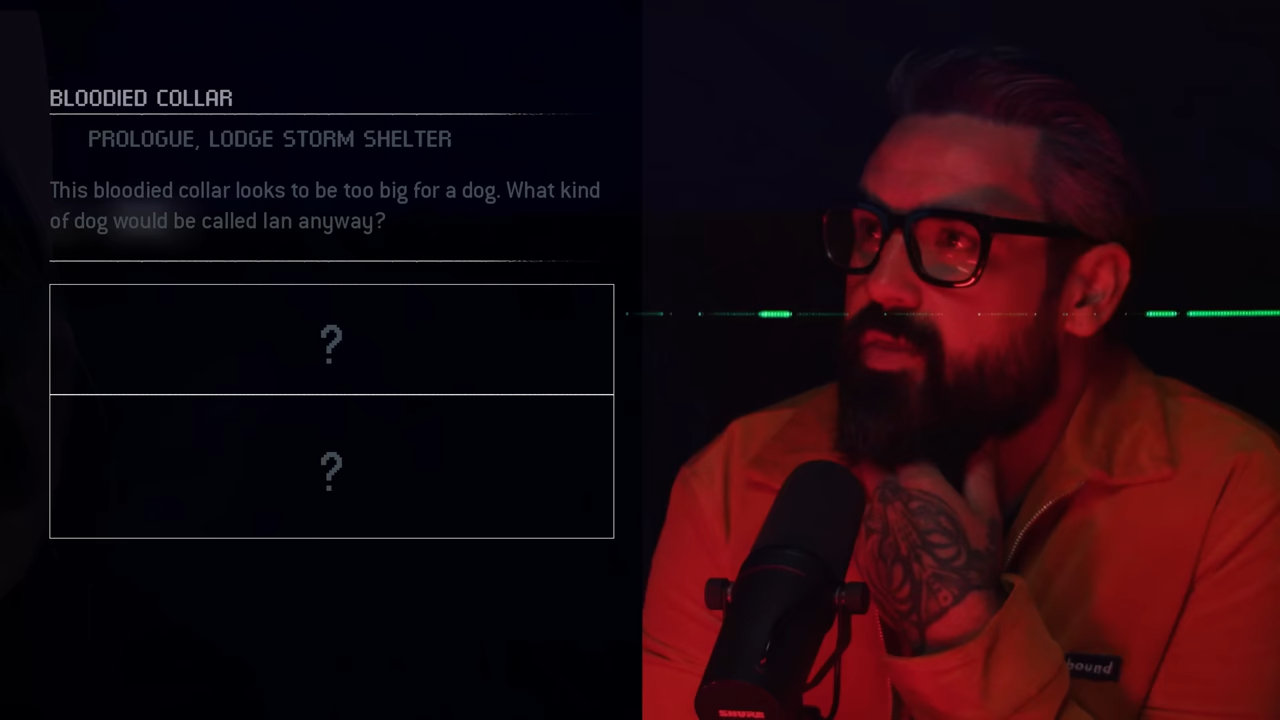 BLOODIED COLLAR
PROLOGUE, LODGE STORM SHELTER
This bloodied collar looks to be too big for a dog. What kind
of dog would be called Ian anyway?
?
?
bound
SHURE